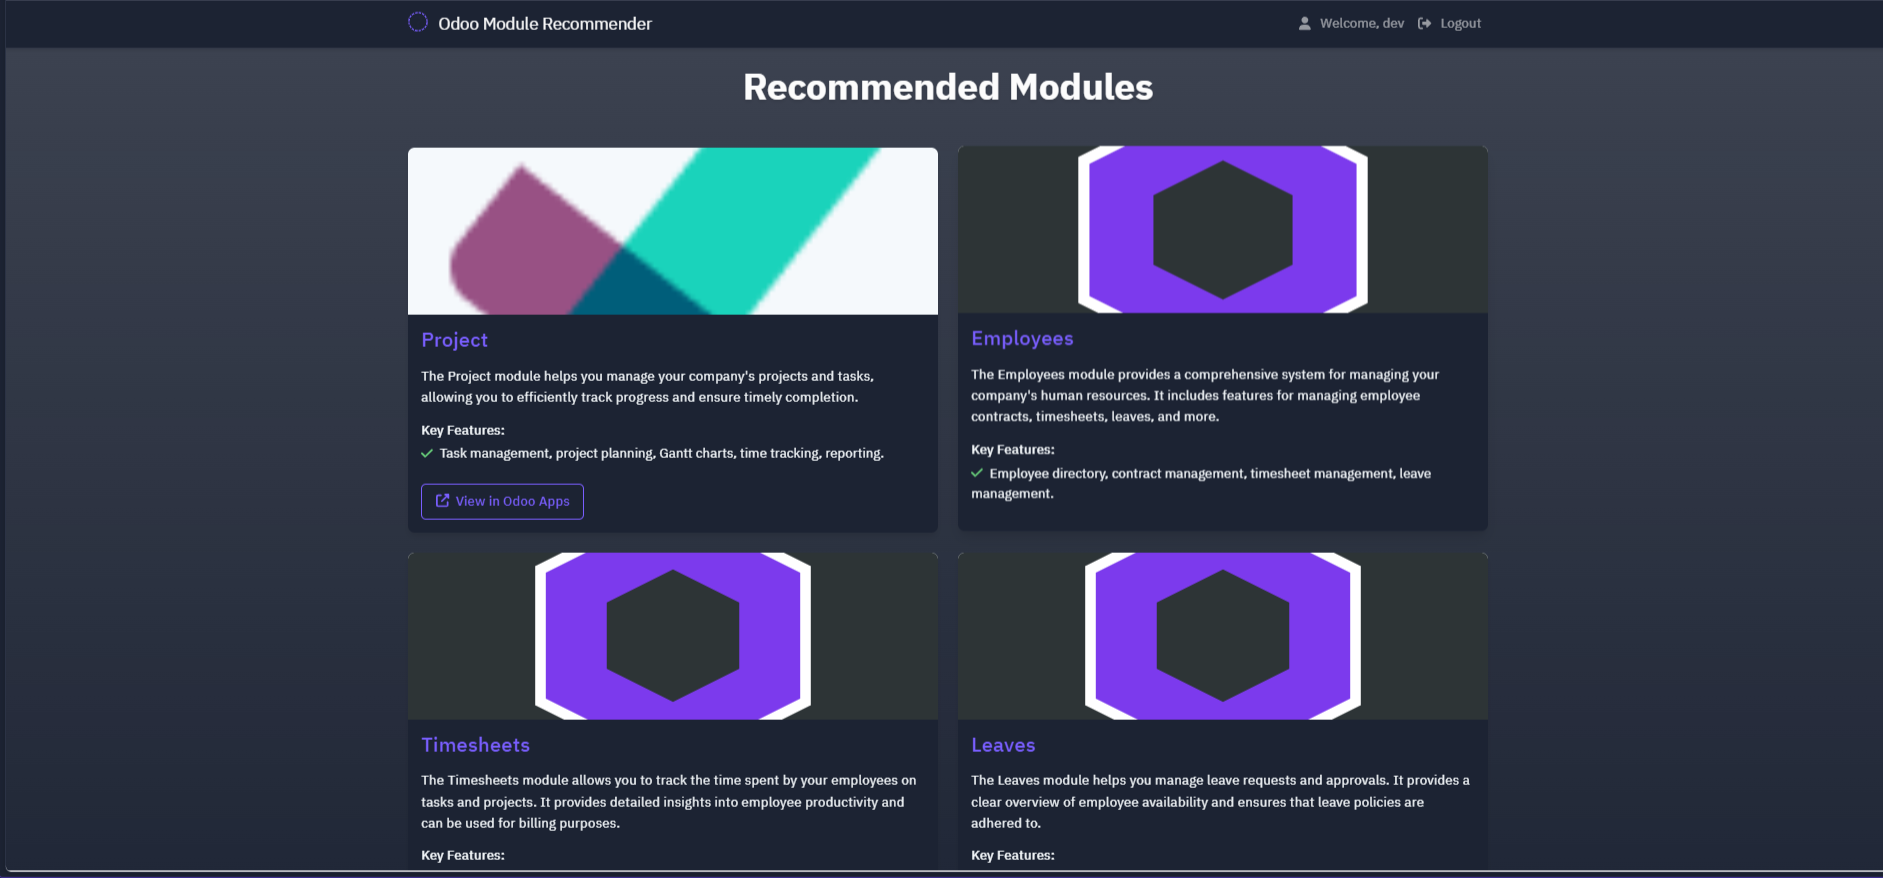 Odoo Module Recommender
Welcome, dev
Logout
Recommended Modules
Project
The Project module helps you manage your company's projects and tasks,
allowing you to efficiently track progress and ensure timely completion.
Key Features:
Task management, project planning, Gantt charts, time tracking, reporting.
View in Odoo Apps
Employees
The Employees module provides a comprehensive system for managing your
company's human resources. It includes features for managing employee
contracts, timesheets, leaves, and more.
Key Features:
Employee directory, contract management, timesheet management, leave
management.
Timesheets
The Timesheets module allows you to track the time spent by your employees on
tasks and projects. It provides detailed insights into employee productivity and
can be used for billing purposes.
Key Features:
Leaves
The Leaves module helps you manage leave requests and approvals. It provides a
clear overview of employee availability and ensures that leave policies are
adhered to.
Key Features: